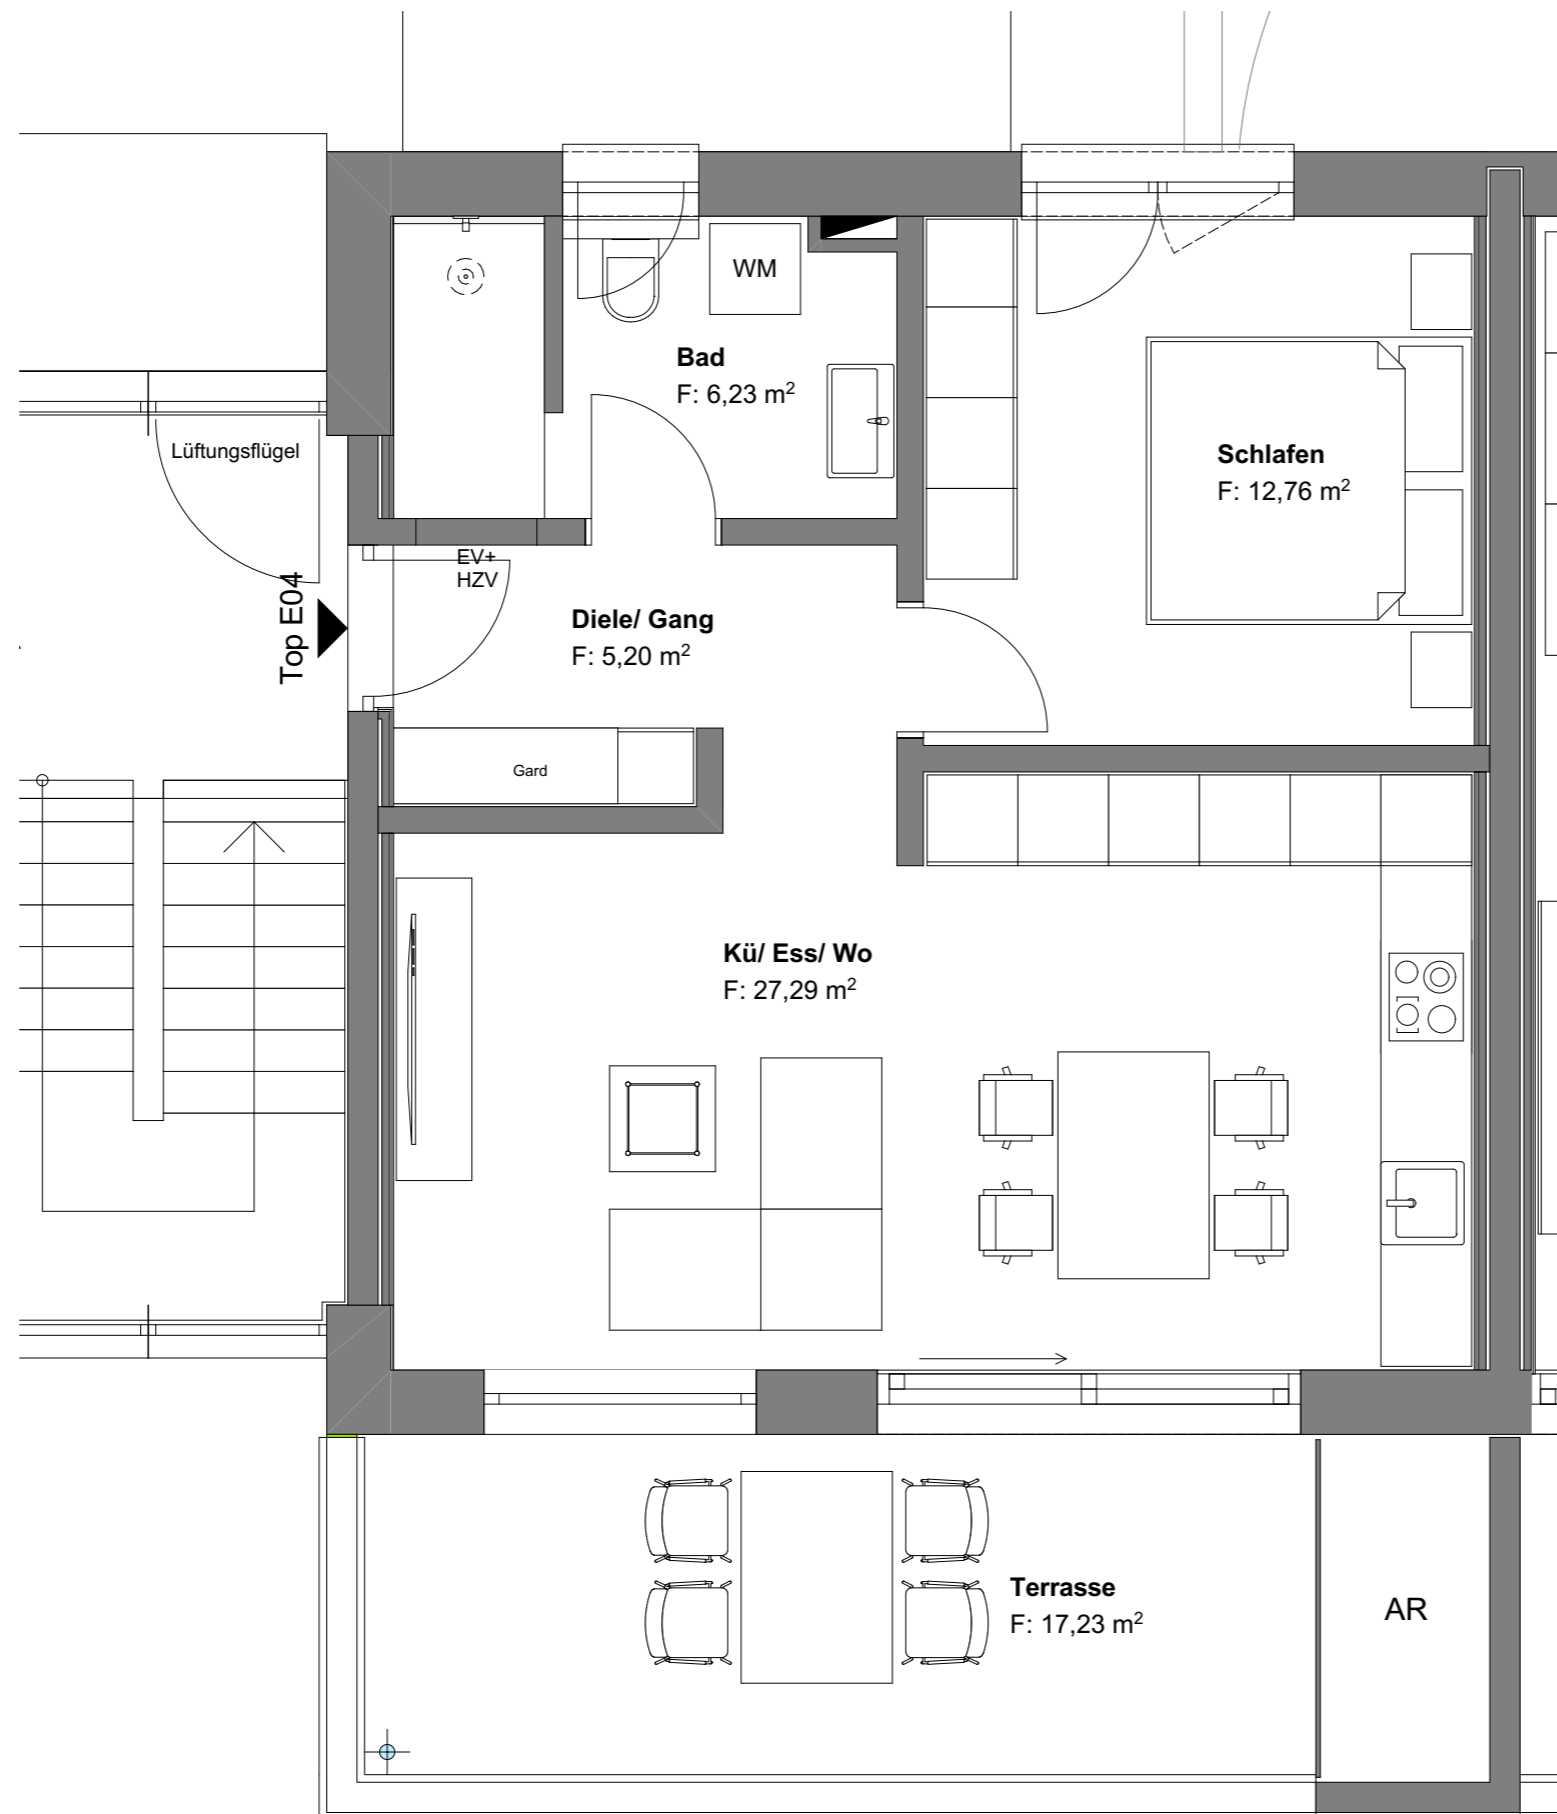 WM
Bad
F: 6,23 m²
Lüftungsflügel
Schlafen
F: 12,76 m²
EV+
HZV
Top E04
Diele/ Gang
F: 5,20 m²
Gard
Kü/ Ess/ Wo
F: 27,29 m²
Terrasse
F: 17,23 m²
AR